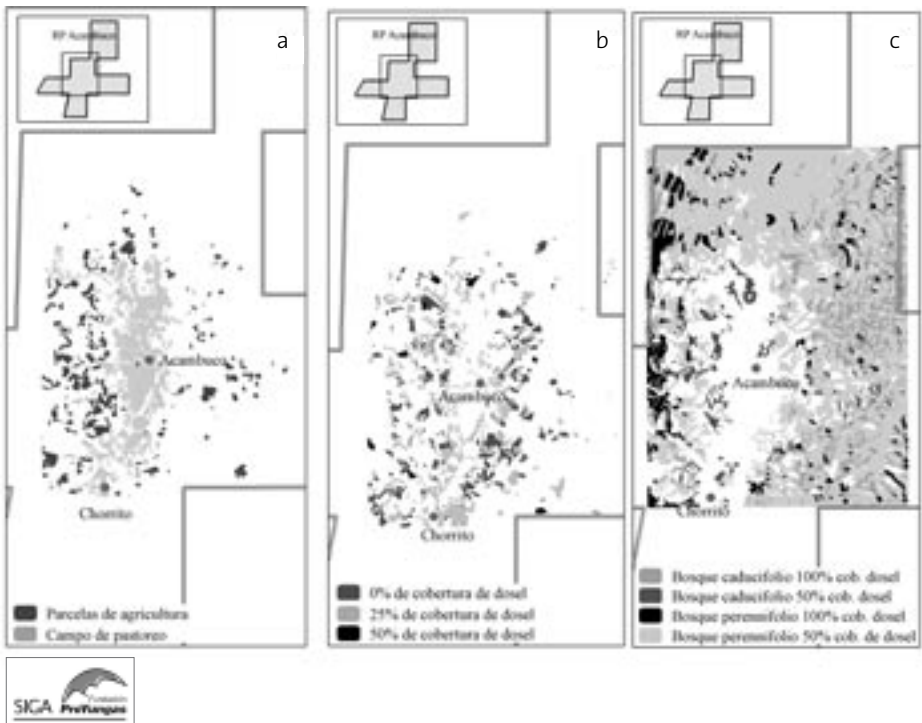 a
RP Acambuco
Acambuco
Chorrito
Parcelas de agricultura
Campo de pastoreo
b
RP Acambuco
Acambuco
Chorrito
0% de cobertura de dosel
25% de cobertura de dosel
50% de cobertura de dosel
c
RP Acambuco
Acambuco
Chorrito
Bosque caducifolio 100% cob. dosel
Bosque caducifolio 50% cob. dosel
Bosque perennifolio 100% cob. dosel
Bosque perennifolio 50% cob. de dosel
SIGA
Fundación
ProYungas